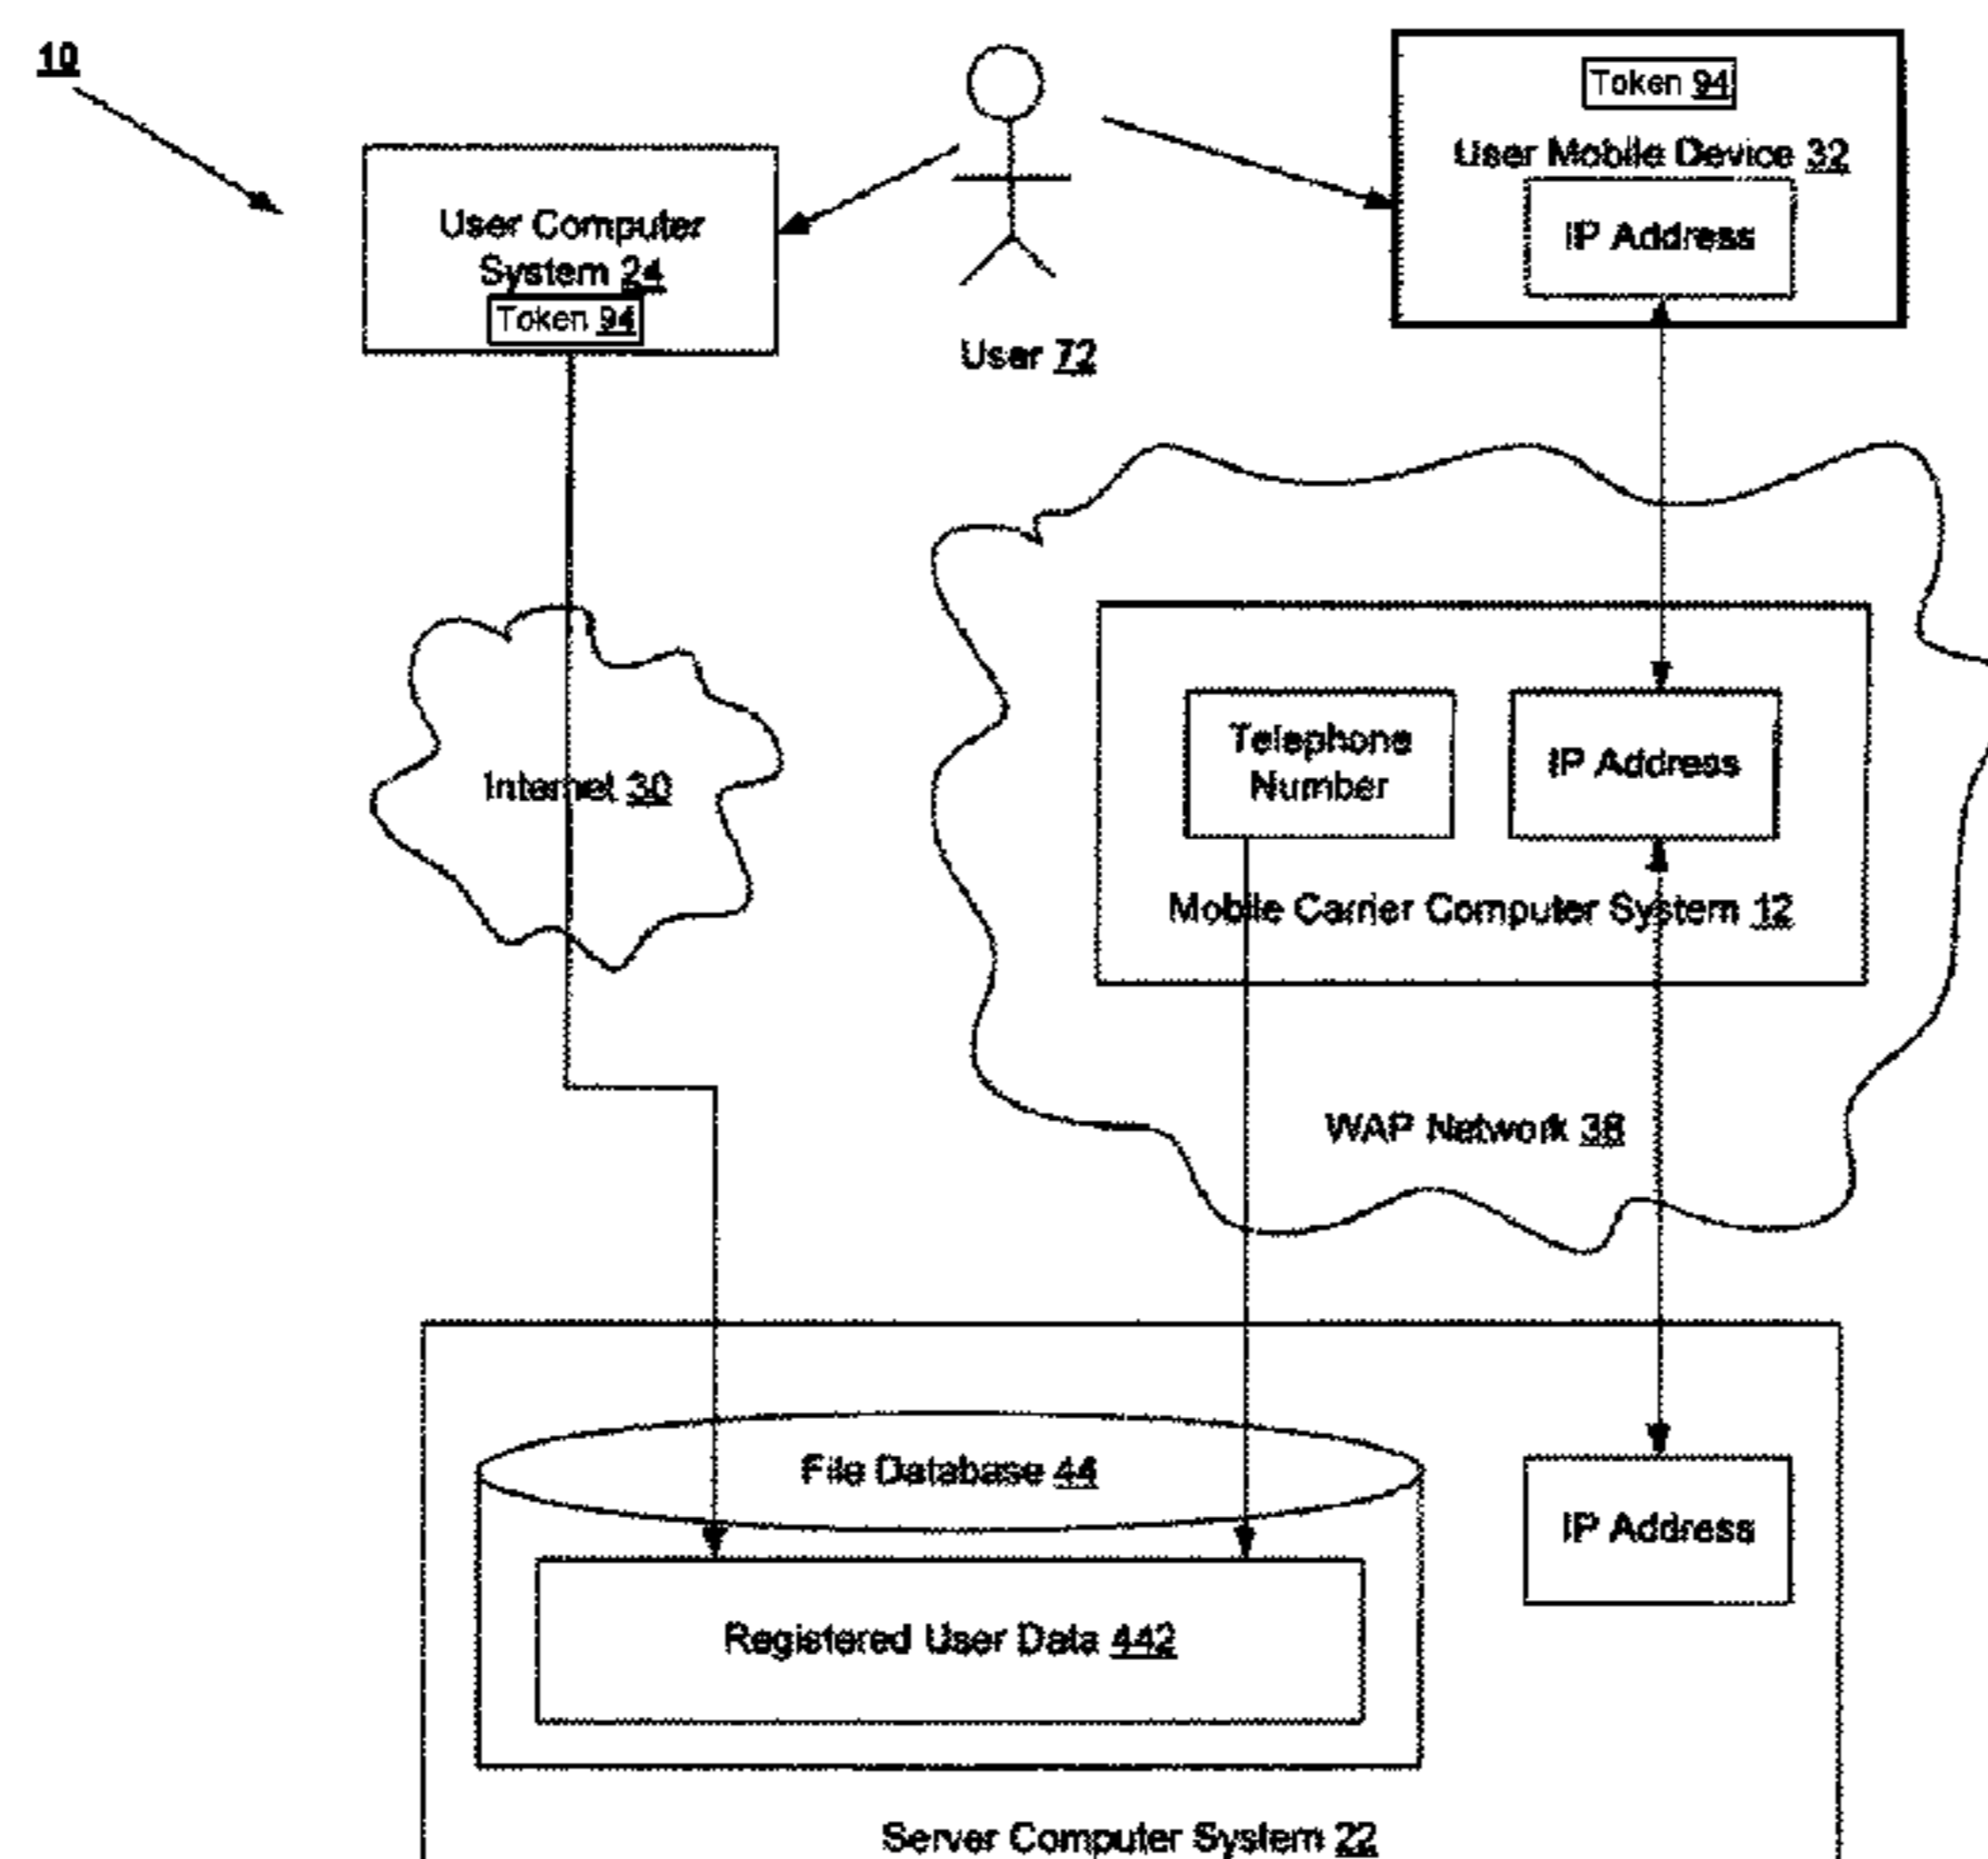 10
Token 94
User Mobile Device 32
IP Address
User Computer
System 24
Token 94
User 72
Internet 30
Telephone
Number
IP Address
Mobile Carrier Computer System 12
WAP Network 38
File Database 44
IP Address
Registered User Data 442
Server Computer System 22